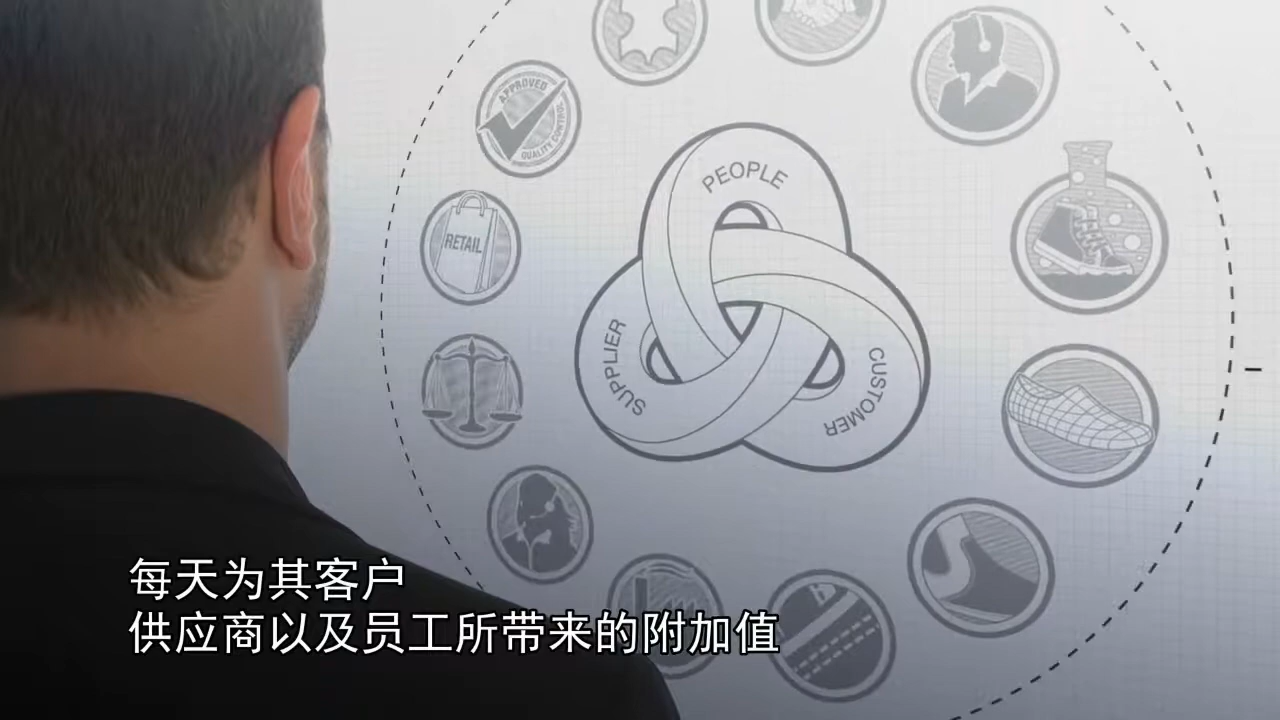 APPROVED
QUALITY CONTROL
PEOPLE
RETAIL
SUPPLIER
CUSTOMER
每天为其客户
供应商以及员工所带来的附加值